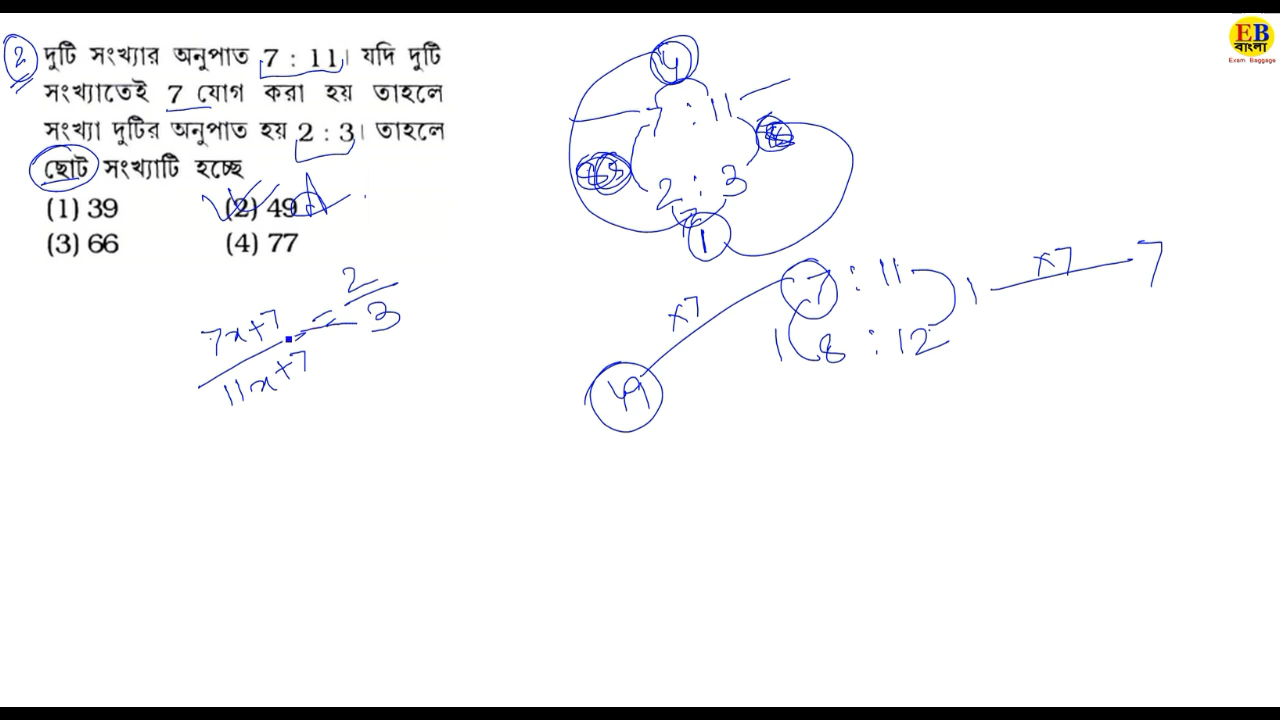 EB
বাংলা
Exam Baggage
2 দুটি সংখ্যার অনুপাত 7 : 11। যদি দুটি
সংখ্যাতেই 7 যোগ করা হয় তাহলে
সংখ্যা দুটির অনুপাত হয় 2 : 3। তাহলে
ছোট সংখ্যাটি হচ্ছে
(1) 39 (2) 49
(3) 66 (4) 77
4
7 : 11
2 : 3
1
7x+7
11x+7
=
2
3
7 : 11
8 : 12
1
1
×7
7
×7
49